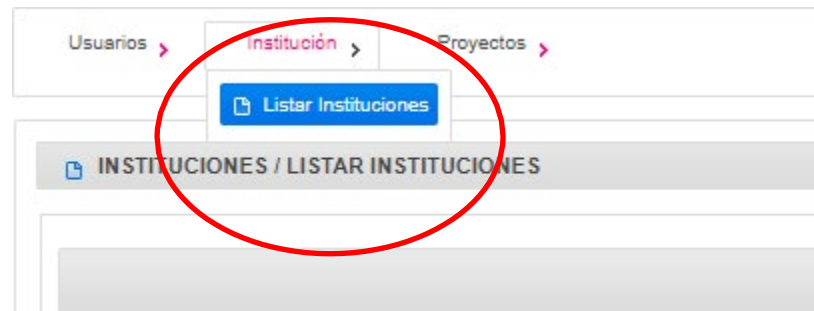 Usuarios Institución Proyectos
Listar Instituciones
INSTITUCIONES / LISTAR INSTITUCIONES